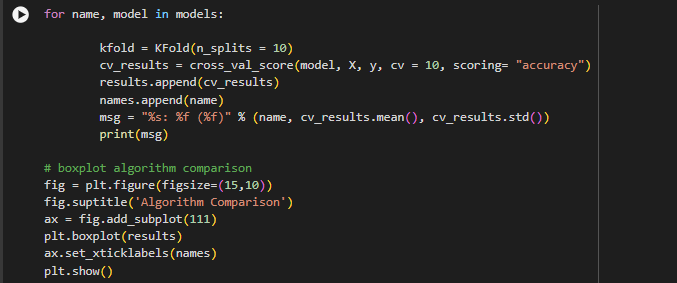 for name, model in models:
kfold = KFold(n_splits = 10)
cv_results = cross_val_score(model, X, y, cv = 10, scoring= "accuracy")
results.append(cv_results)
names.append(name)
msg = "%s: %f (%f)" % (name, cv_results.mean(), cv_results.std())
print(msg)
# boxplot algorithm comparison
fig = plt.figure(figsize=(15,10))
fig.suptitle('Algorithm Comparison')
ax = fig.add_subplot(111)
plt.boxplot(results)
ax.set_xticklabels(names)
plt.show()